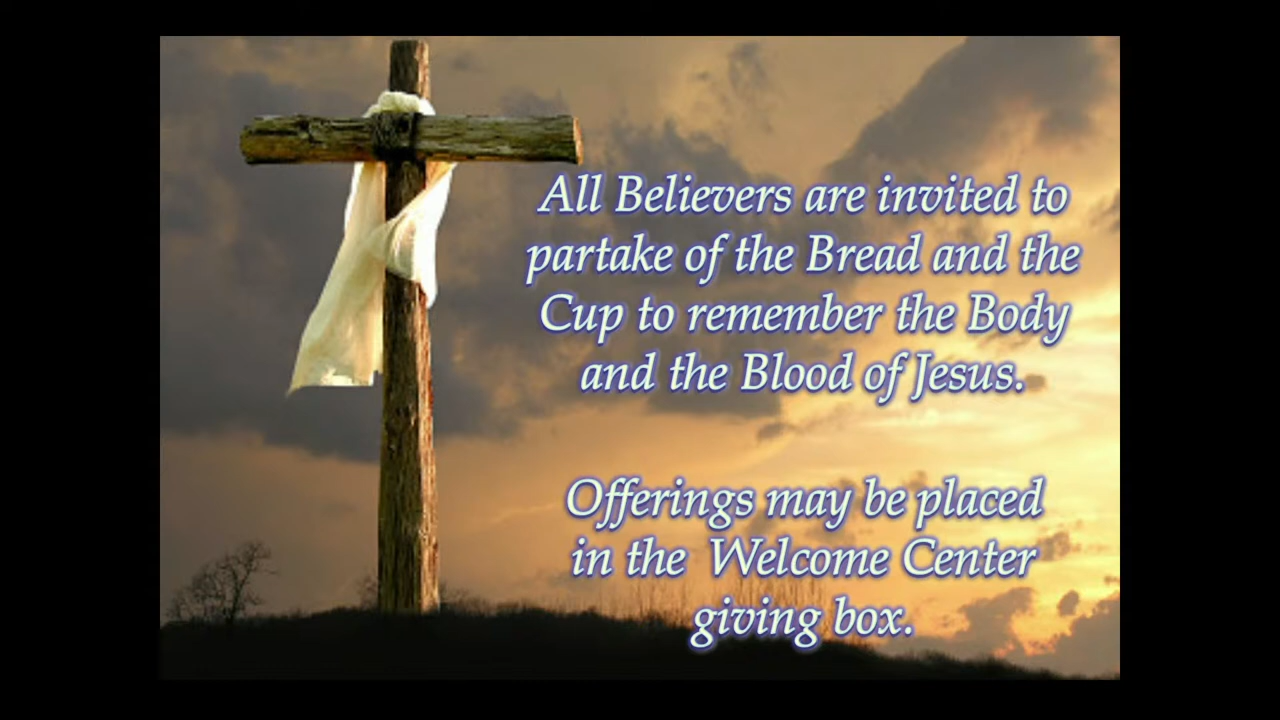 All Believers are invited to
partake of the Bread and the
Cup to remember the Body
and the Blood of Jesus.
Offerings may be placed
in the Welcome Center
giving box.